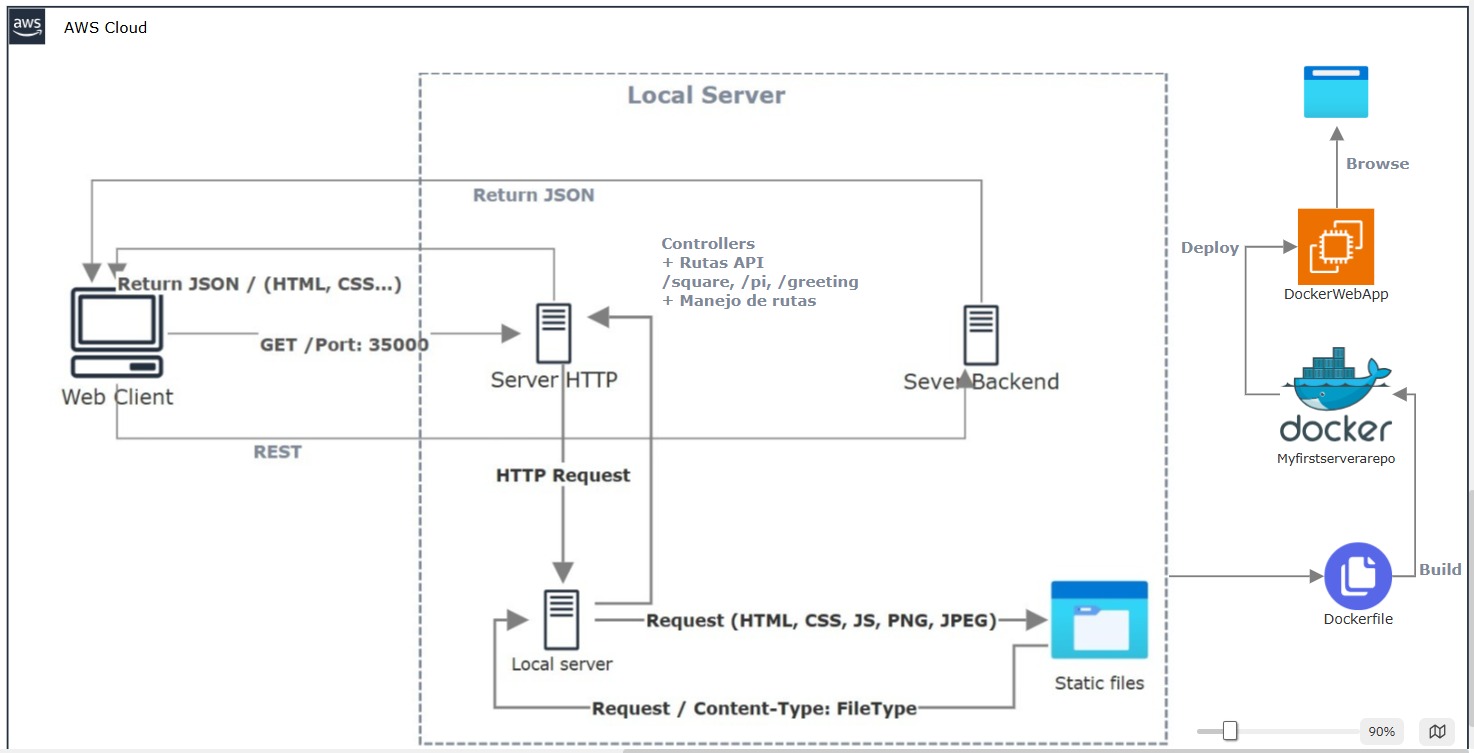 aws
AWS Cloud
Local Server
Browse
Return JSON
Controllers
+ Rutas API
/square, /pi, /greeting
+ Manejo de rutas
Deploy
Return JSON / (HTML, CSS...)
DockerWebApp
GET /Port: 35000
Server HTTP
Sever Backend
Web Client
docker
Myfirstserverarepo
REST
HTTP Request
Build
Request (HTML, CSS, JS, PNG, JPEG)
Dockerfile
Local server
Static files
Request / Content-Type: FileType
90%